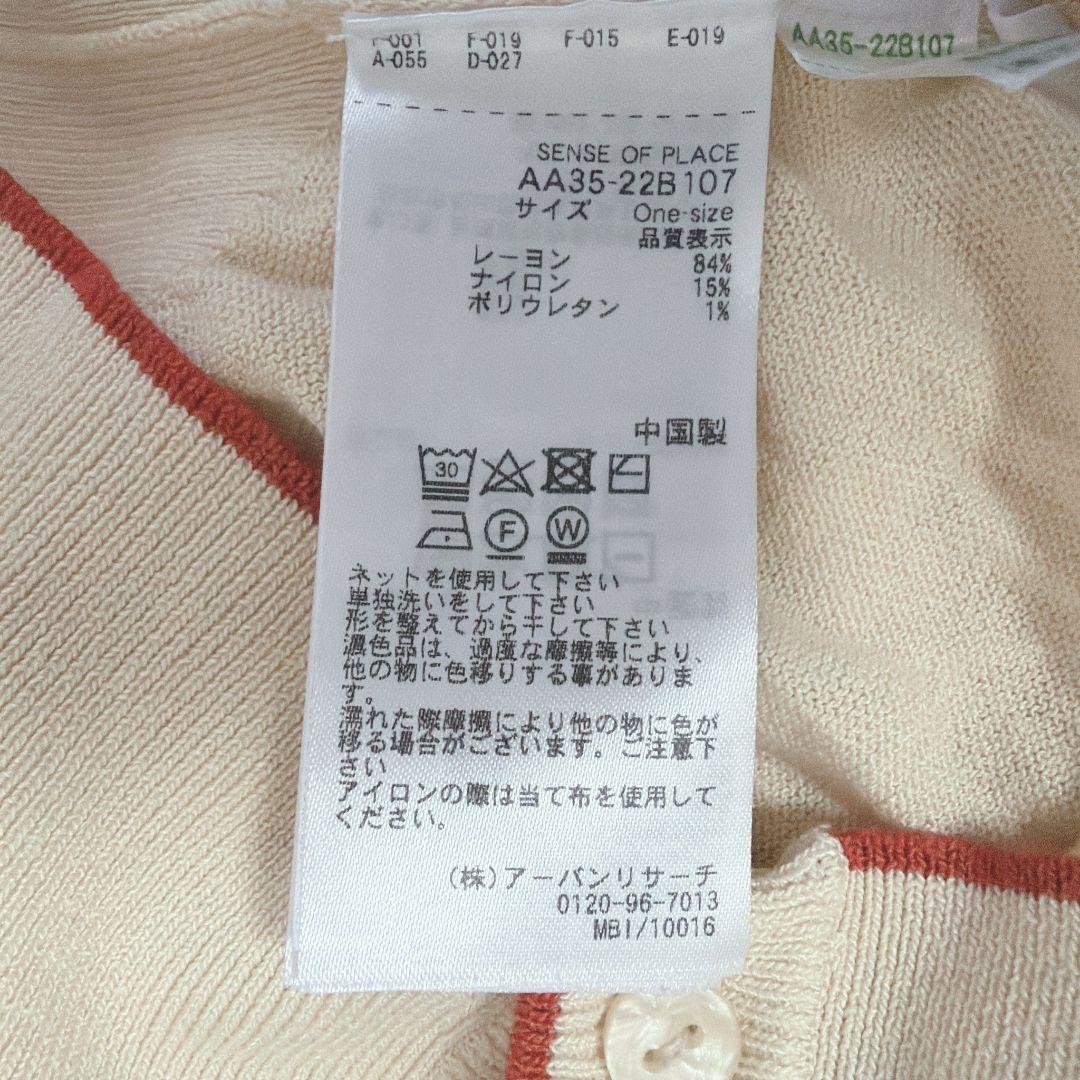 F-001 F-019 F-015 E-019
A-055 D-027
AA35-22B107
SENSE OF PLACE
AA35-22B107
サイズ One-size
品質表示
レーヨン 84%
ナイロン 15%
ポリウレタン 1%
中国製
30
F W
ネットを使用して下さい
単独洗いをして下さい
形を整えてから干して下さい
濃色品は、過度な摩擦等により、
他の物に色移りする事がありま
す。
濡れた際摩擦により他の物に色が
移る場合がございます。ご注意下
さい
アイロンの際は当て布を使用して
ください。
(株)アーバンリサーチ
0120-96-7013
MBI/10016